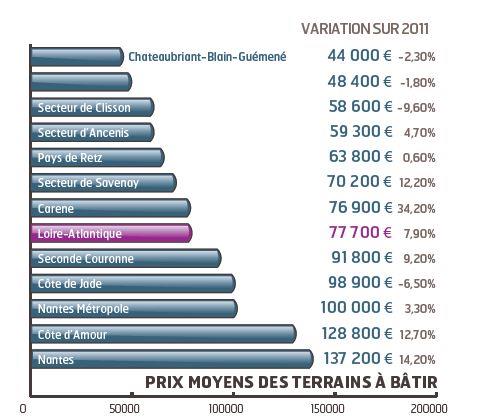 VARIATION SUR 2011
Chateaubriant-Blain-Guémené 44 000 € -2,30%
48 400 € -1,80%
Secteur de Clisson 58 600 € -9,60%
Secteur d'Ancenis 59 300 € 4,70%
Pays de Retz 63 800 € 0,60%
Secteur de Savenay 70 200 € 12,20%
Carene 76 900 € 34,20%
Loire-Atlantique 77 700 € 7,90%
Seconde Couronne 91 800 € 9,20%
Côte de Jade 98 900 € -6,50%
Nantes Métropole 100 000 € 3,30%
Côte d'Amour 128 800 € 12,70%
Nantes 137 200 € 14,20%
PRIX MOYENS DES TERRAINS À BÂTIR
0 50000 100000 150000 200000